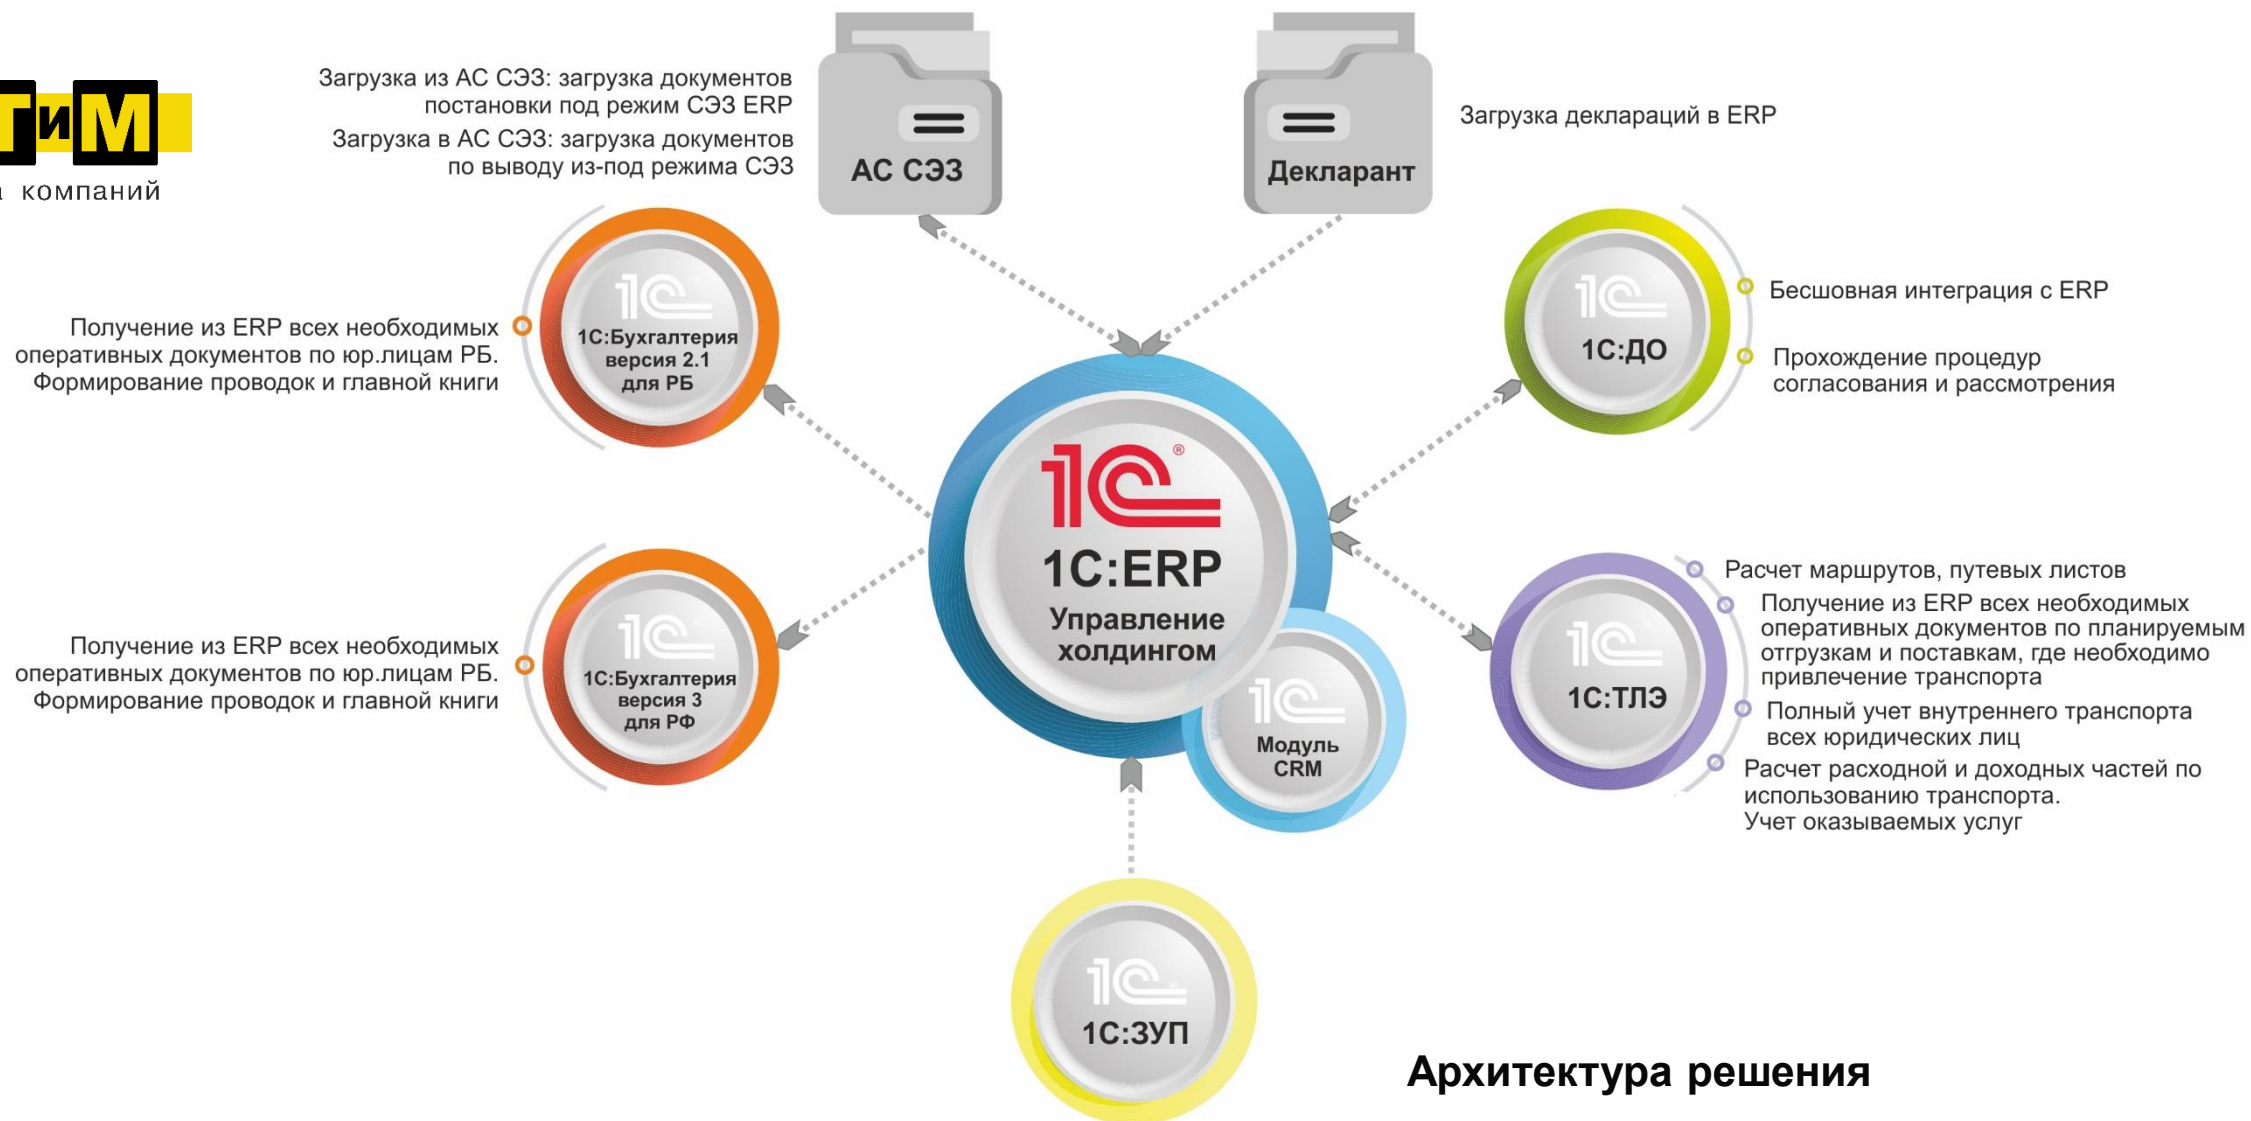 ТиМ
компаний
Загрузка из АС СЭЗ: загрузка документов
постановки под режим СЭЗ ERP
Загрузка в АС СЭЗ: загрузка документов
по выводу из-под режима СЭЗ
АС СЭЗ
Декларант
Загрузка деклараций в ERP
Получение из ERP всех необходимых
оперативных документов по юр.лицам РБ.
Формирование проводок и главной книги
1С
1С:Бухгалтерия
версия 2.1
для РБ
1С
1С:ДО
Бесшовная интеграция с ERP
Прохождение процедур
согласования и рассмотрения
1С®
1С:ERP
Управление
холдингом
Получение из ERP всех необходимых
оперативных документов по юр.лицам РБ.
Формирование проводок и главной книги
1С
1С:Бухгалтерия
версия 3
для РФ
1С
Модуль
CRM
1С
1С:ТЛЭ
Расчет маршрутов, путевых листов
Получение из ERP всех необходимых
оперативных документов по планируемым
отгрузкам и поставкам, где необходимо
привлечение транспорта
Полный учет внутреннего транспорта
всех юридических лиц
Расчет расходной и доходных частей по
использованию транспорта.
Учет оказываемых услуг
1С
1С:ЗУП
Архитектура решения